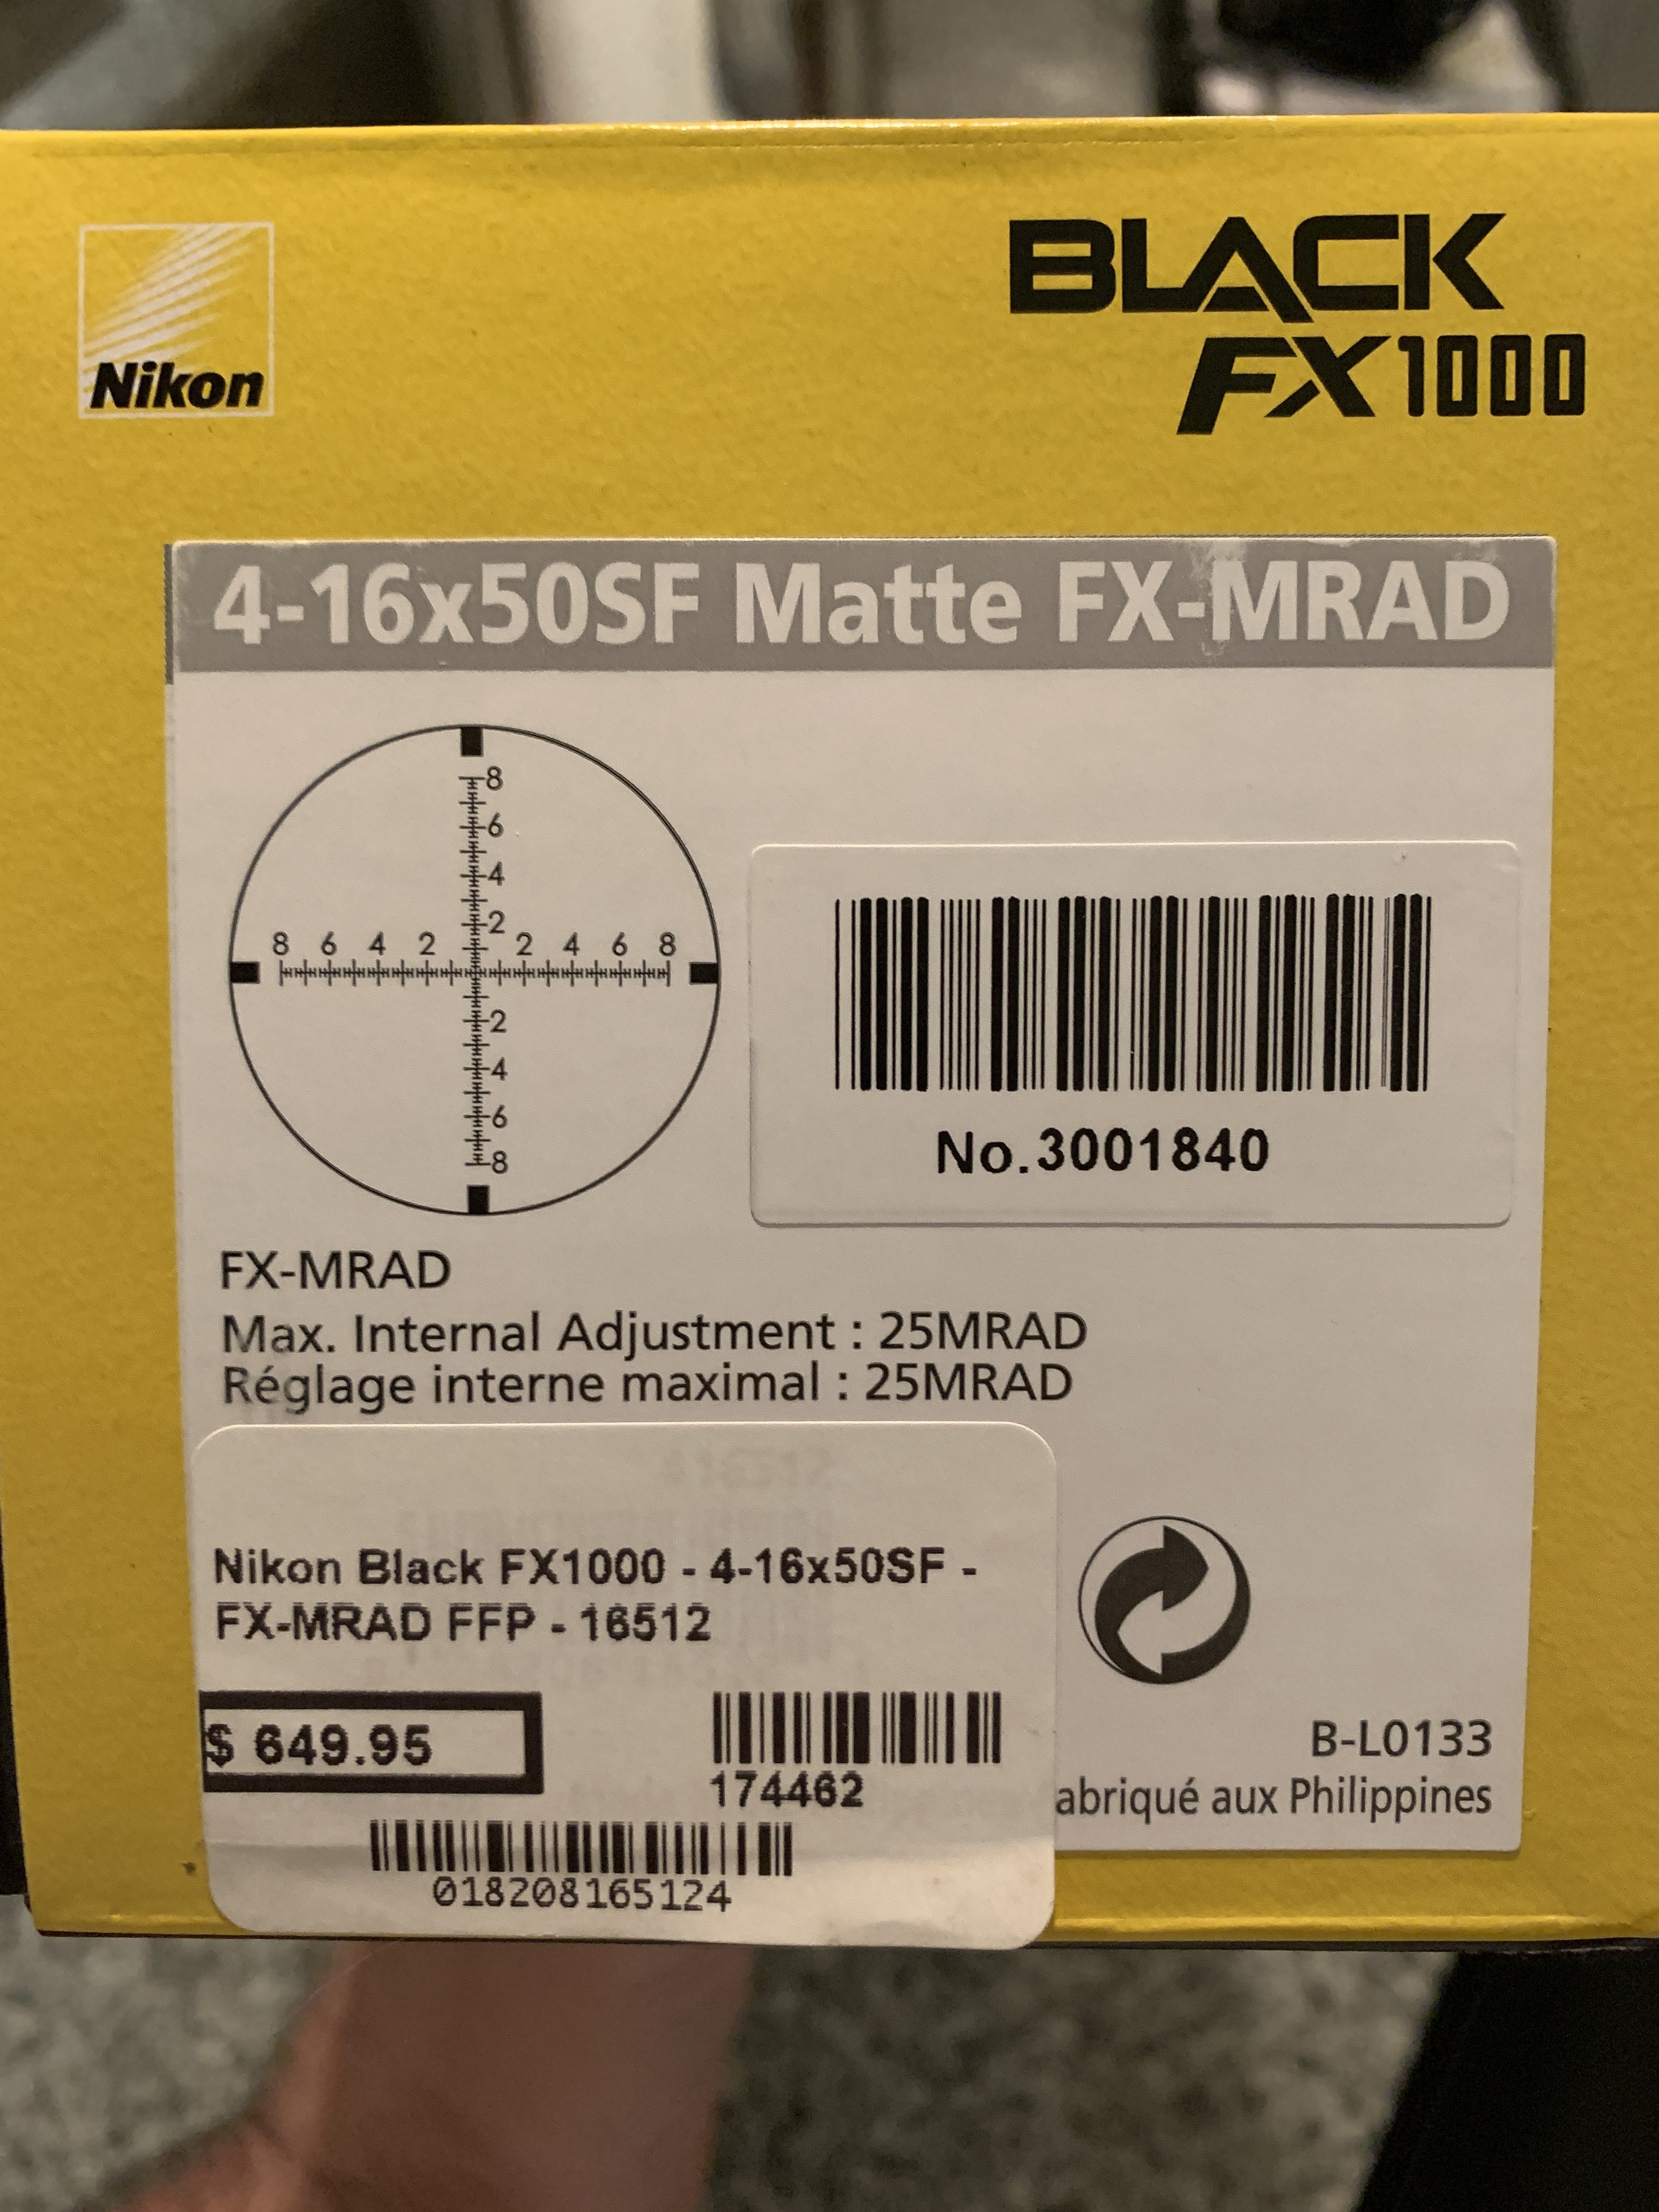 Nikon
BLACK
FX1000
4-16x50SF Matte FX-MRAD
8
6
4
2
8 6 4 2 2 4 6 8
2
4
6
8
No.3001840
FX-MRAD
Max. Internal Adjustment : 25MRAD
Réglage interne maximal : 25MRAD
Nikon Black FX1000 - 4-16x50SF -
FX-MRAD FFP - 16512
$ 649.95
174462
018208165124
B-L0133
abriqué aux Philippines